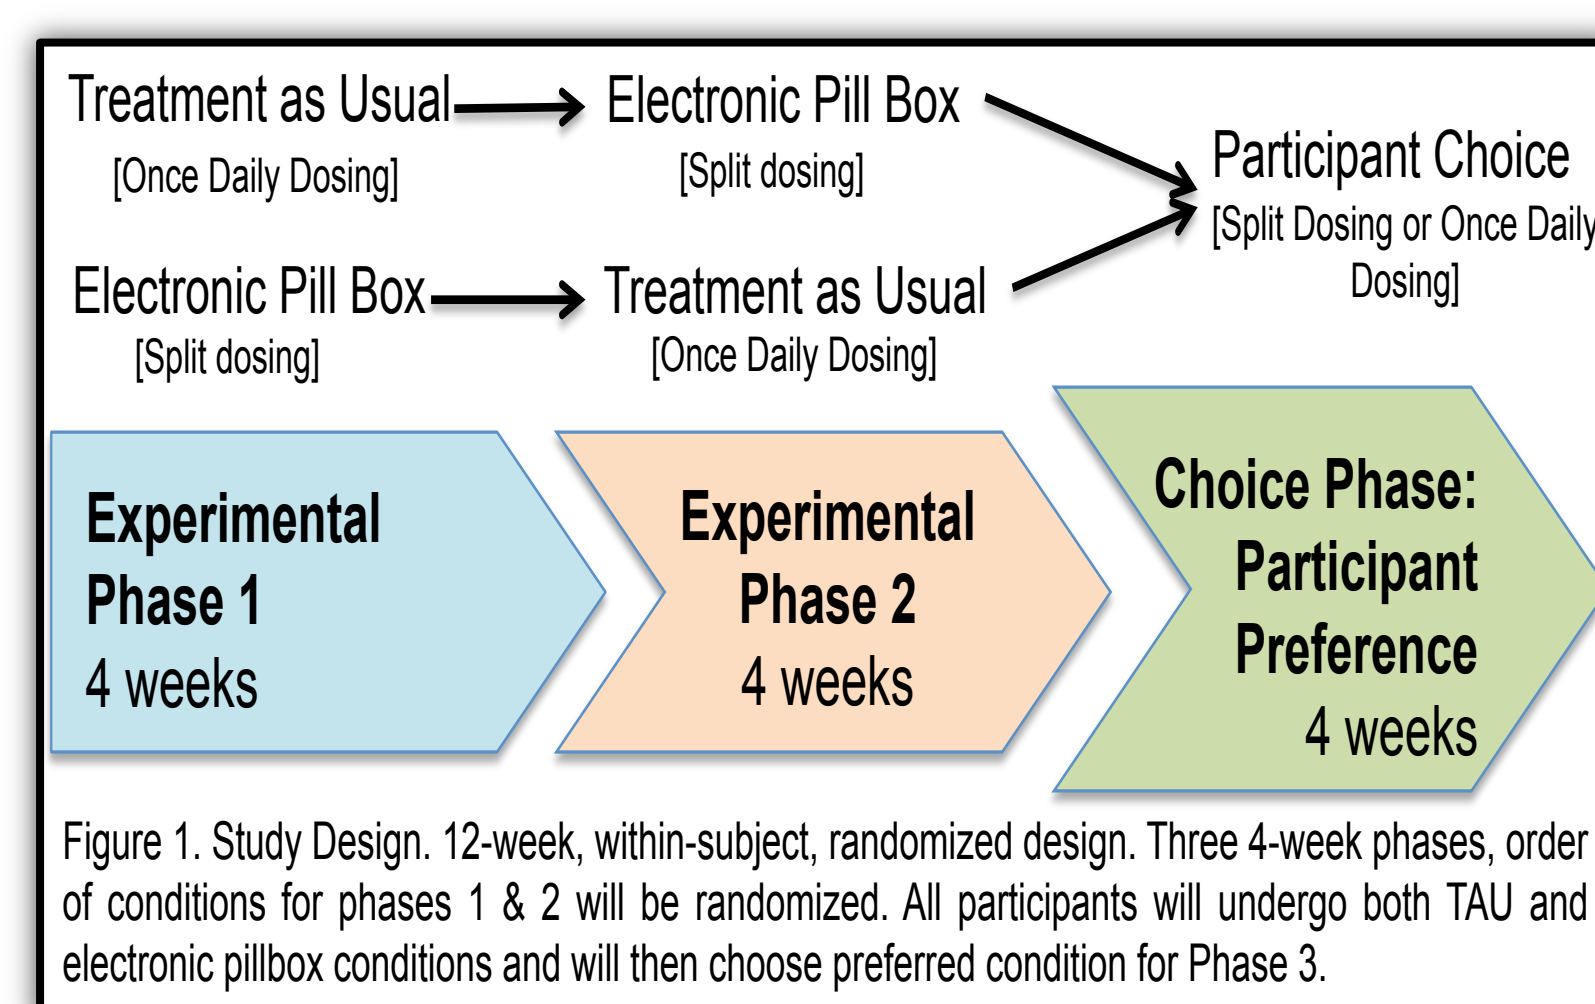 Treatment as Usual
[Once Daily Dosing]
Electronic Pill Box
[Split dosing]
Electronic Pill Box
[Split dosing]
Treatment as Usual
[Once Daily Dosing]
Participant Choice
[Split Dosing or Once Daily
Dosing]
Experimental
Phase 1
4 weeks
Experimental
Phase 2
4 weeks
Choice Phase:
Participant
Preference
4 weeks
Figure 1. Study Design. 12-week, within-subject, randomized design. Three 4-week phases, order
of conditions for phases 1 & 2 will be randomized. All participants will undergo both TAU and
electronic pillbox conditions and will then choose preferred condition for Phase 3.